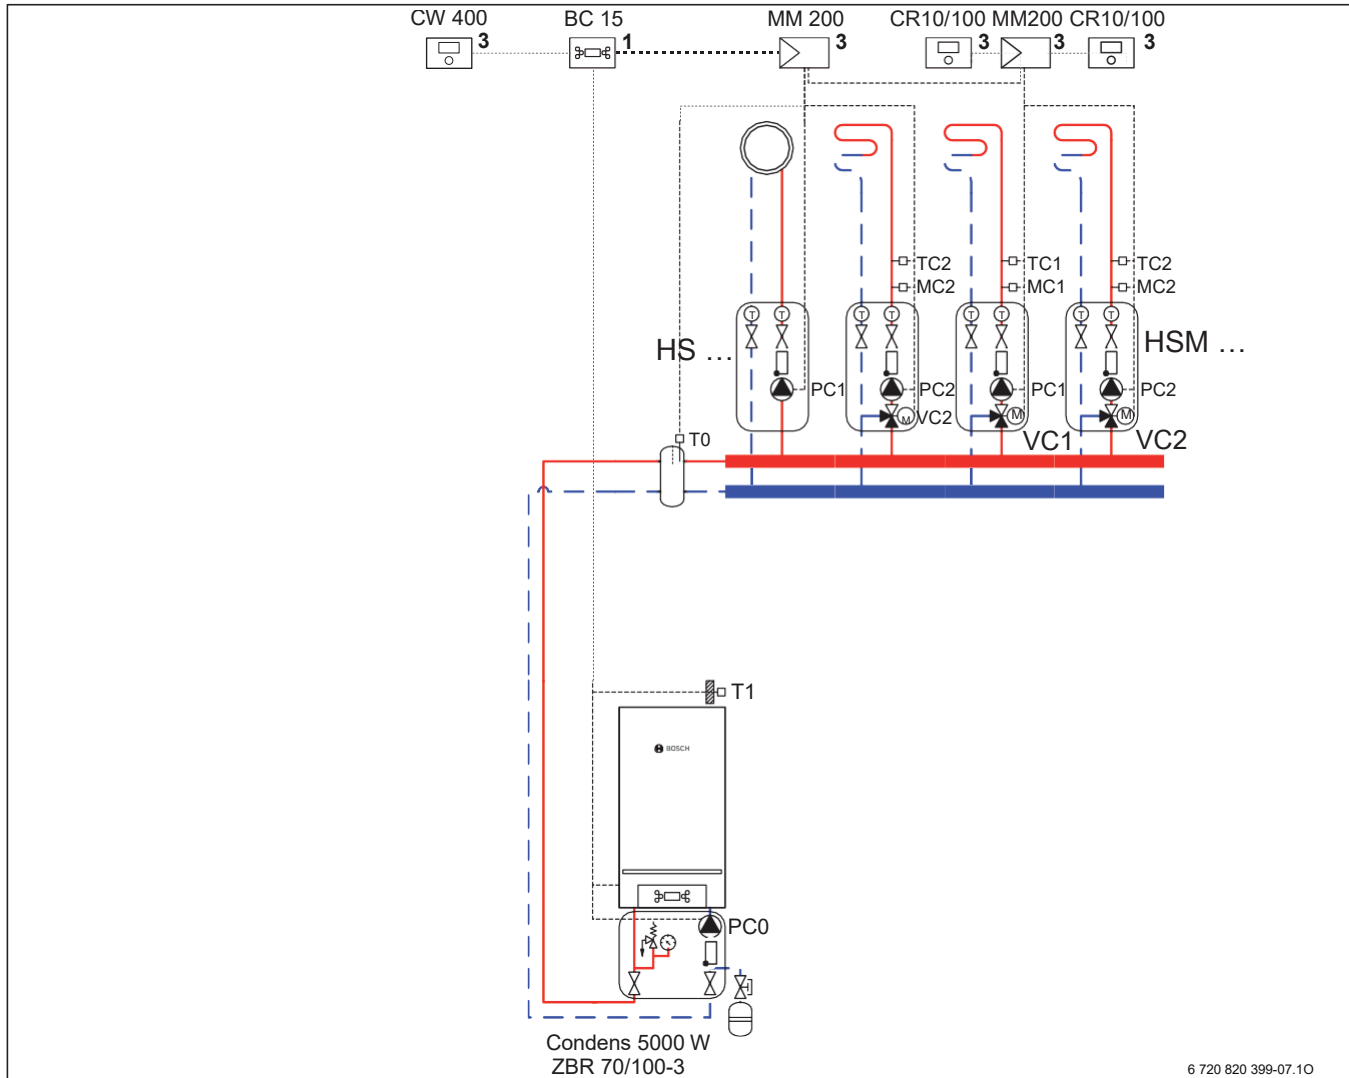 CW 400 BC 15 MM 200 CR10/100 MM200 CR10/100
3 1 3 3 3 3
TC2 TC1 TC2
MC2 MC1 MC2
T T T T T T T T
HS ... HSM ...
PC1 PC2 PC1 PC2
M VC2 M M
T0 VC1 VC2
T1
BOSCH
PC0
Condens 5000 W
ZBR 70/100-3
6 720 820 399-07.1O